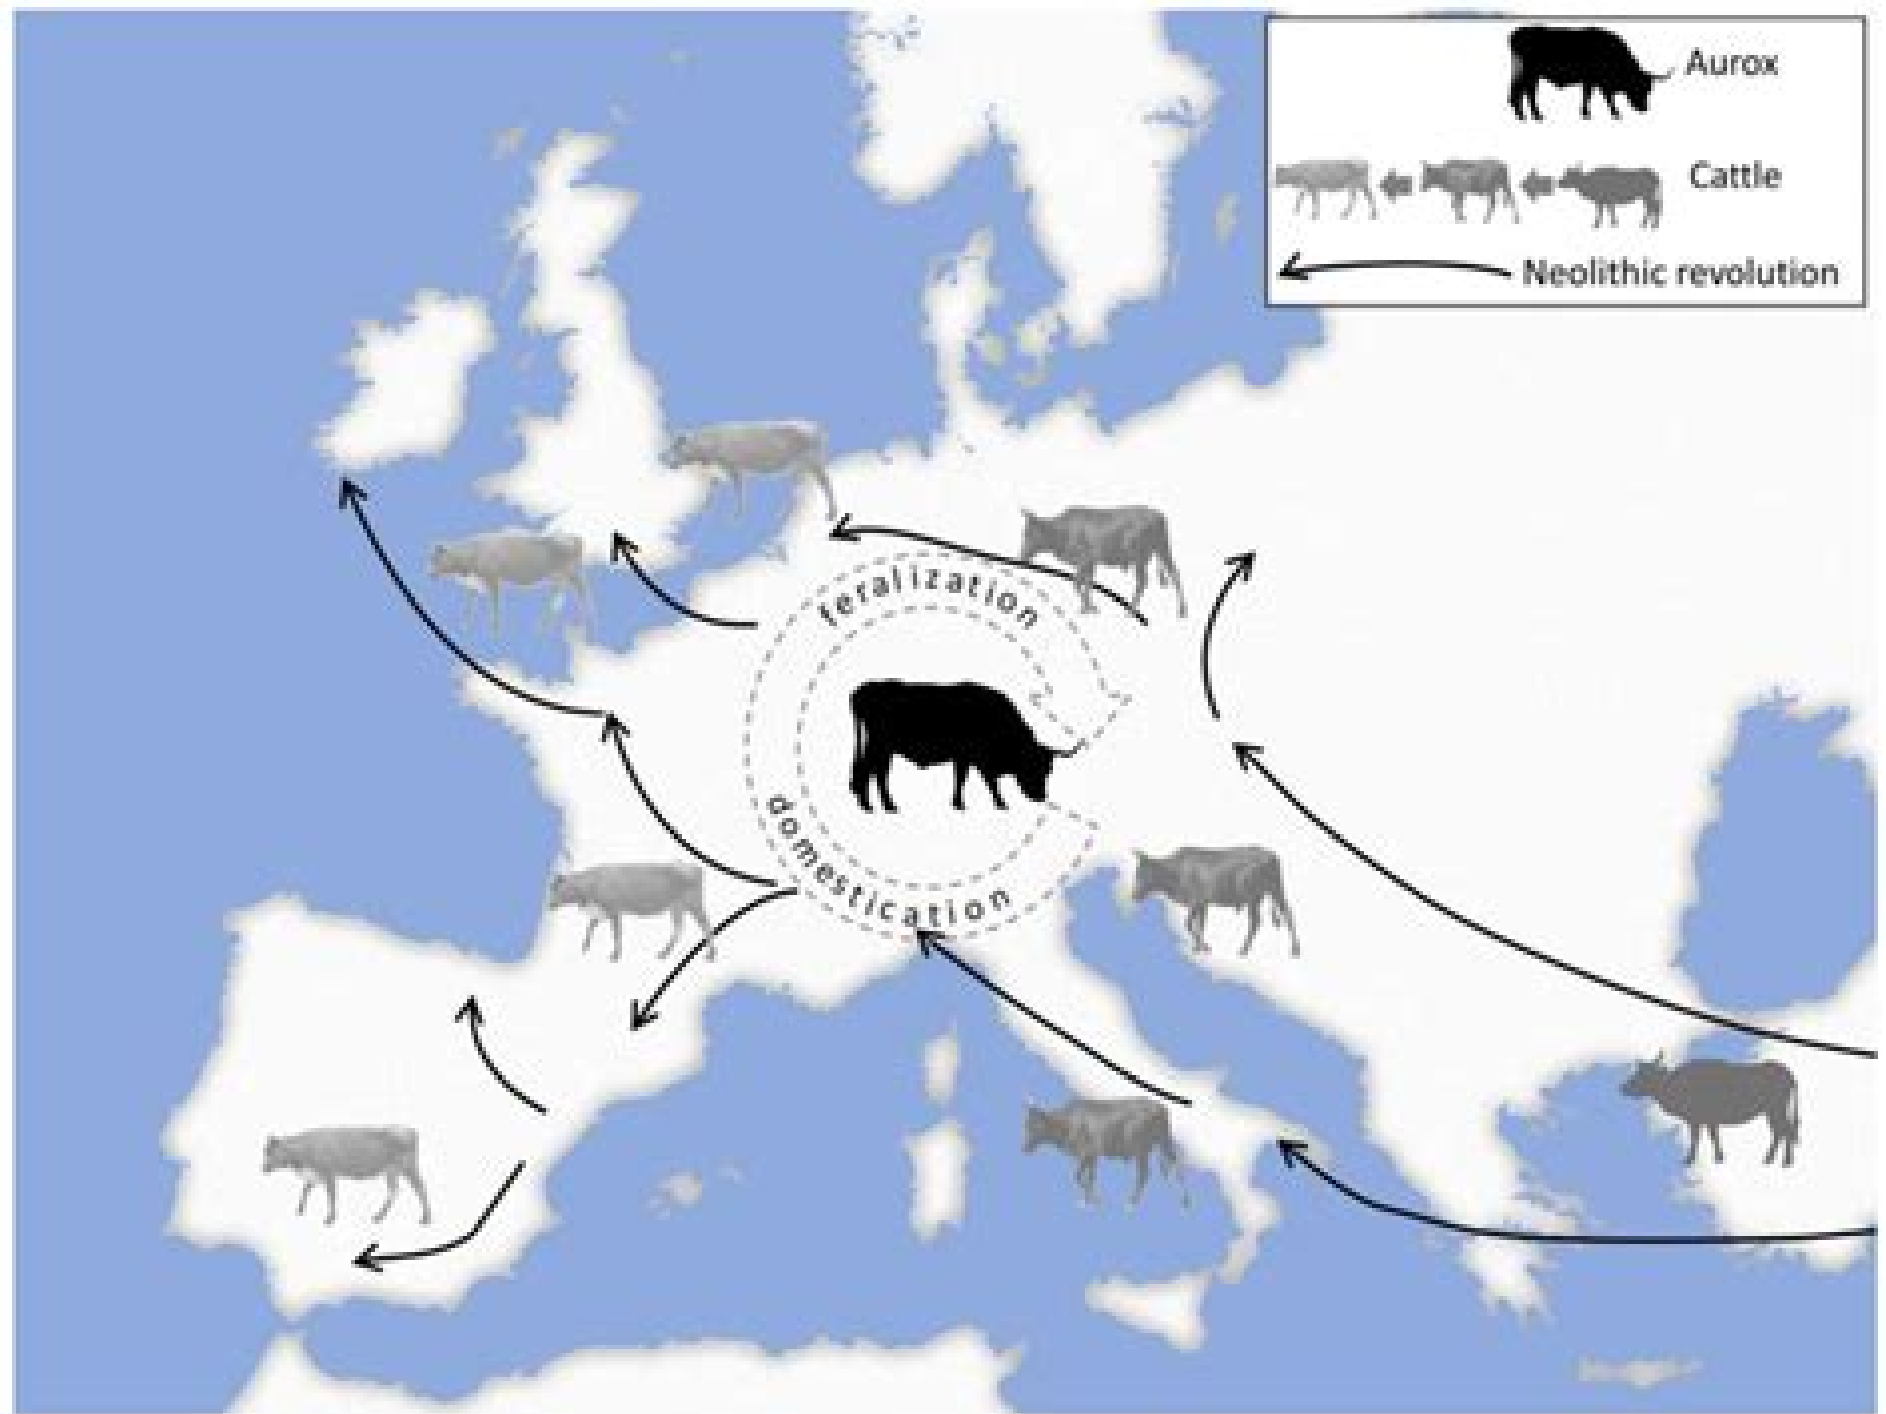 Aurox
Cattle
Neolithic revolution
feralization
domestication